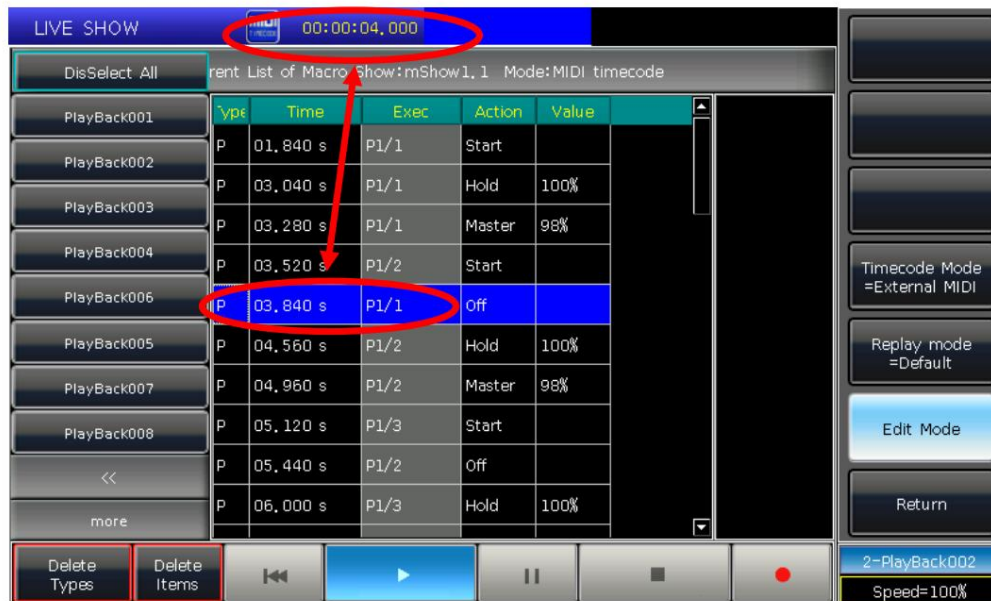 LIVE SHOW
MIDI
00:00:04.000
DisSelect All
rent List of Macro Show:mShow1.1 Mode:MIDI timecode
PlayBack001
PlayBack002
PlayBack003
PlayBack004
PlayBack006
PlayBack005
PlayBack007
PlayBack008
<<
more
Type Time Exec Action Value
P 01.840 s P1/1 Start
P 03.040 s P1/1 Hold 100%
P 03.280 s P1/1 Master 98%
P 03.520 s P1/2 Start
P 03.840 s P1/1 Off
P 04.560 s P1/2 Hold 100%
P 04.960 s P1/2 Master 98%
P 05.120 s P1/3 Start
P 05.440 s P1/2 Off
P 06.000 s P1/3 Hold 100%
Timecode Mode
=External MIDI
Replay mode
=Default
Edit Mode
Return
Delete
Types
Delete
Items
2-PlayBack002
Speed=100%